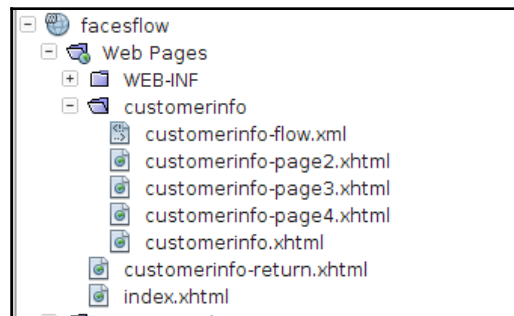 facesflow
Web Pages
WEB-INF
customerinfo
customerinfo-flow.xml
customerinfo-page2.xhtml
customerinfo-page3.xhtml
customerinfo-page4.xhtml
customerinfo.xhtml
customerinfo-return.xhtml
index.xhtml